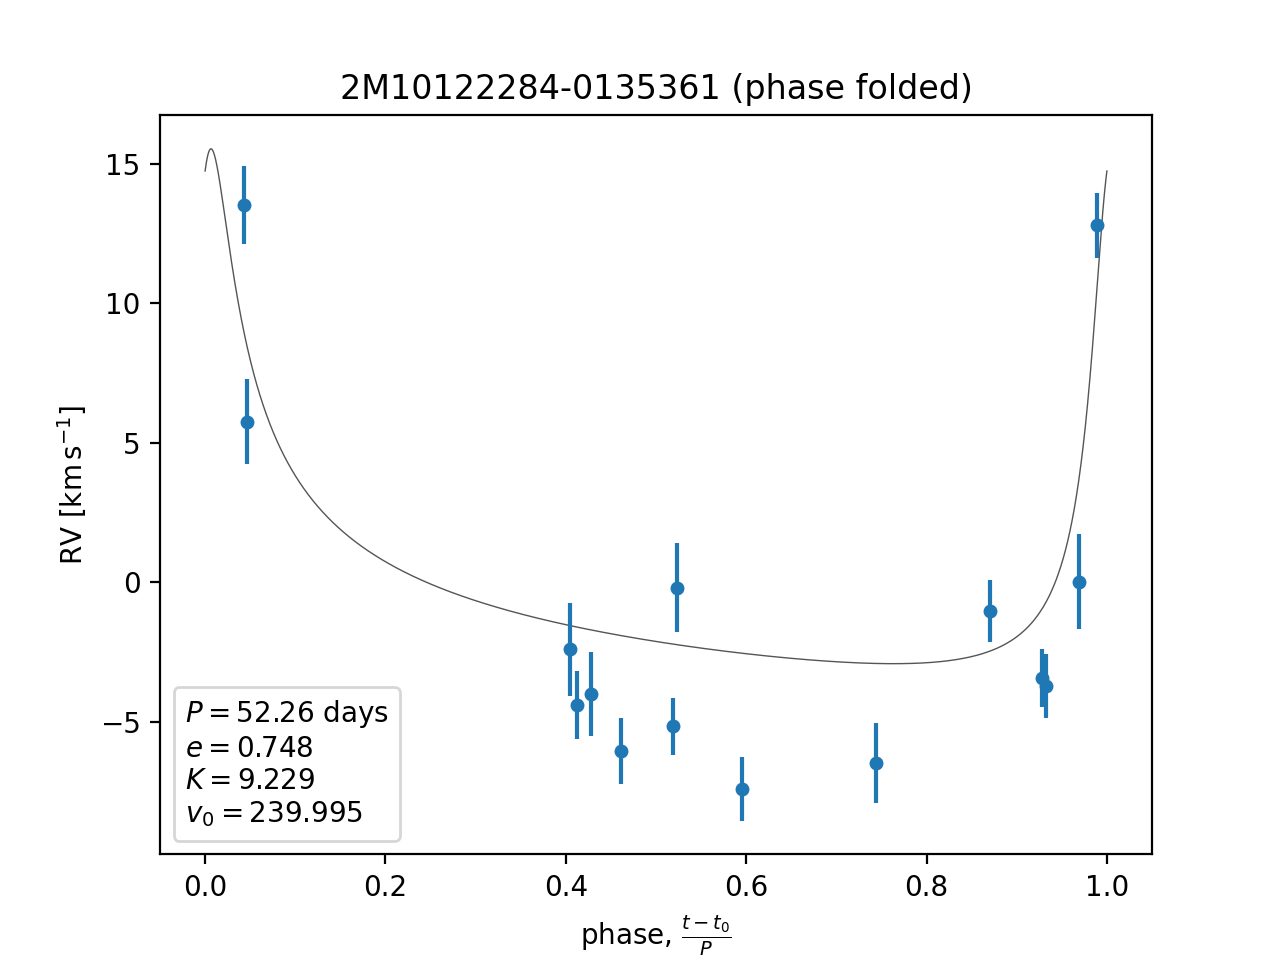 2M10122284-0135361 (phase folded)
15
10
5
0
−5
RV [km s⁻¹]
P = 52.26 days
e = 0.748
K = 9.229
v₀ = 239.995
0.0 0.2 0.4 0.6 0.8 1.0
phase, (t − t₀)/P